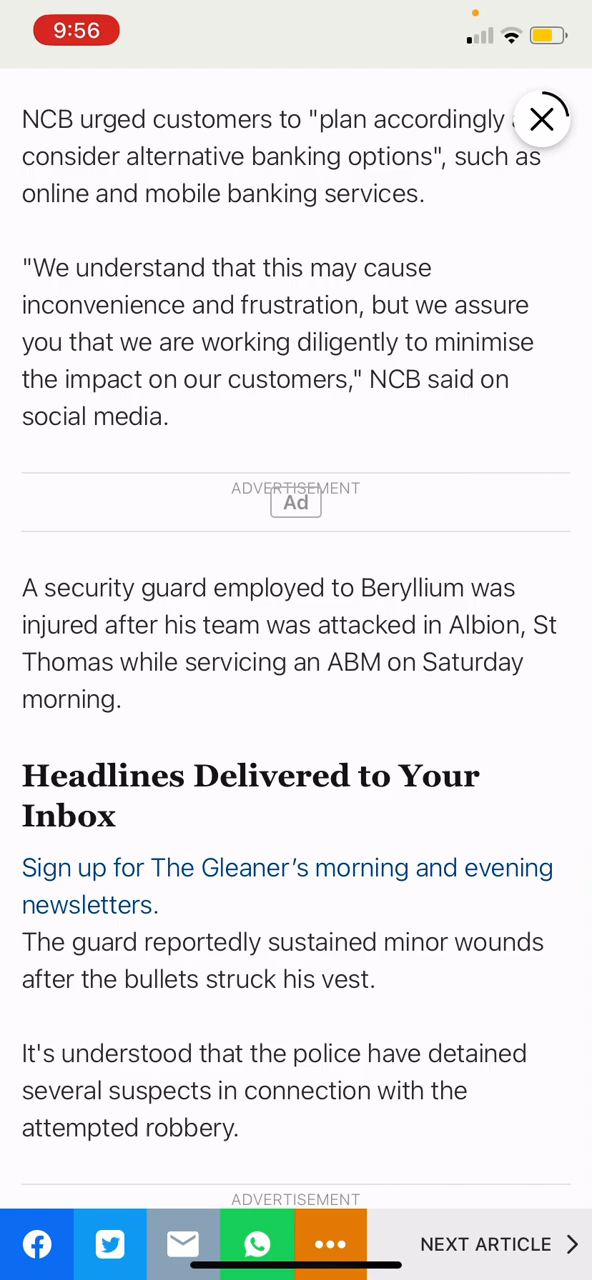 9:56
NCB urged customers to "plan accordingly
consider alternative banking options", such as
online and mobile banking services.
"We understand that this may cause
inconvenience and frustration, but we assure
you that we are working diligently to minimise
the impact on our customers," NCB said on
social media.
ADVERTISEMENT
Ad
A security guard employed to Beryllium was
injured after his team was attacked in Albion, St
Thomas while servicing an ABM on Saturday
morning.
Headlines Delivered to Your
Inbox
Sign up for The Gleaner's morning and evening
newsletters.
The guard reportedly sustained minor wounds
after the bullets struck his vest.
It's understood that the police have detained
several suspects in connection with the
attempted robbery.
ADVERTISEMENT
NEXT ARTICLE